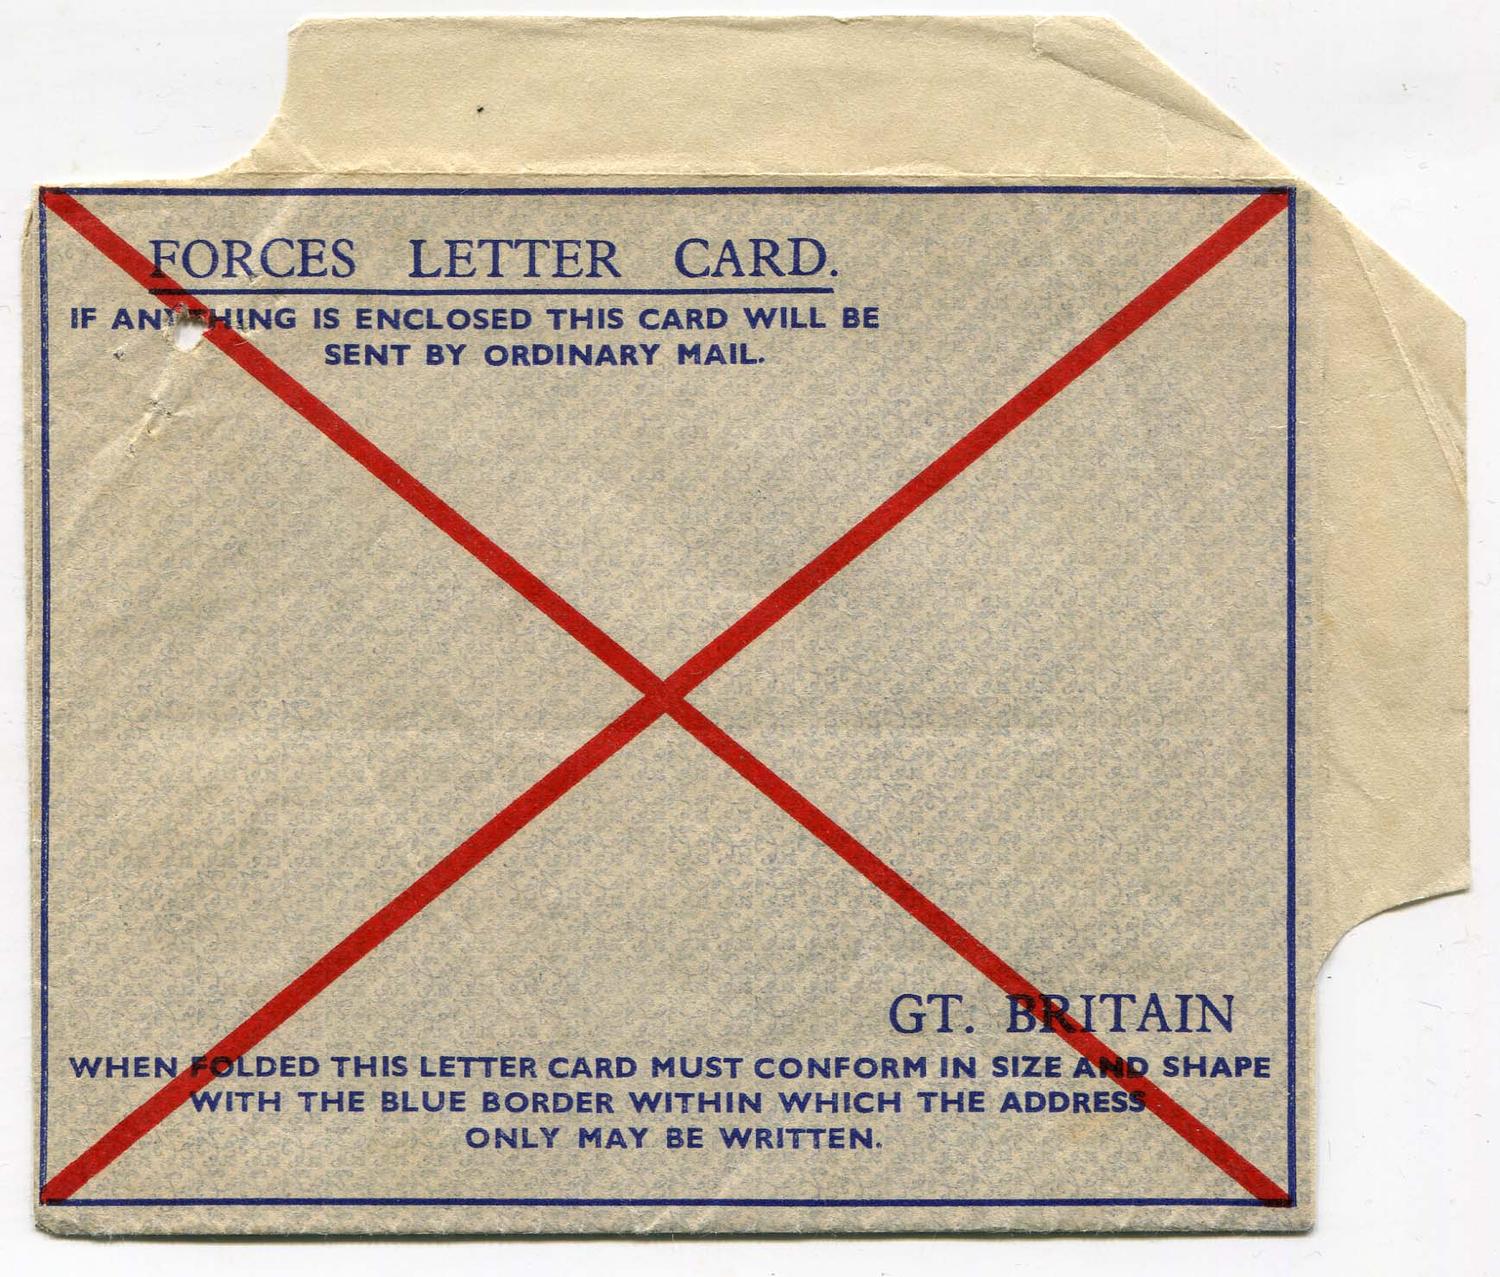 FORCES LETTER CARD.
IF ANYTHING IS ENCLOSED THIS CARD WILL BE
SENT BY ORDINARY MAIL.
GT. BRITAIN
WHEN FOLDED THIS LETTER CARD MUST CONFORM IN SIZE AND SHAPE
WITH THE BLUE BORDER WITHIN WHICH THE ADDRESS
ONLY MAY BE WRITTEN.